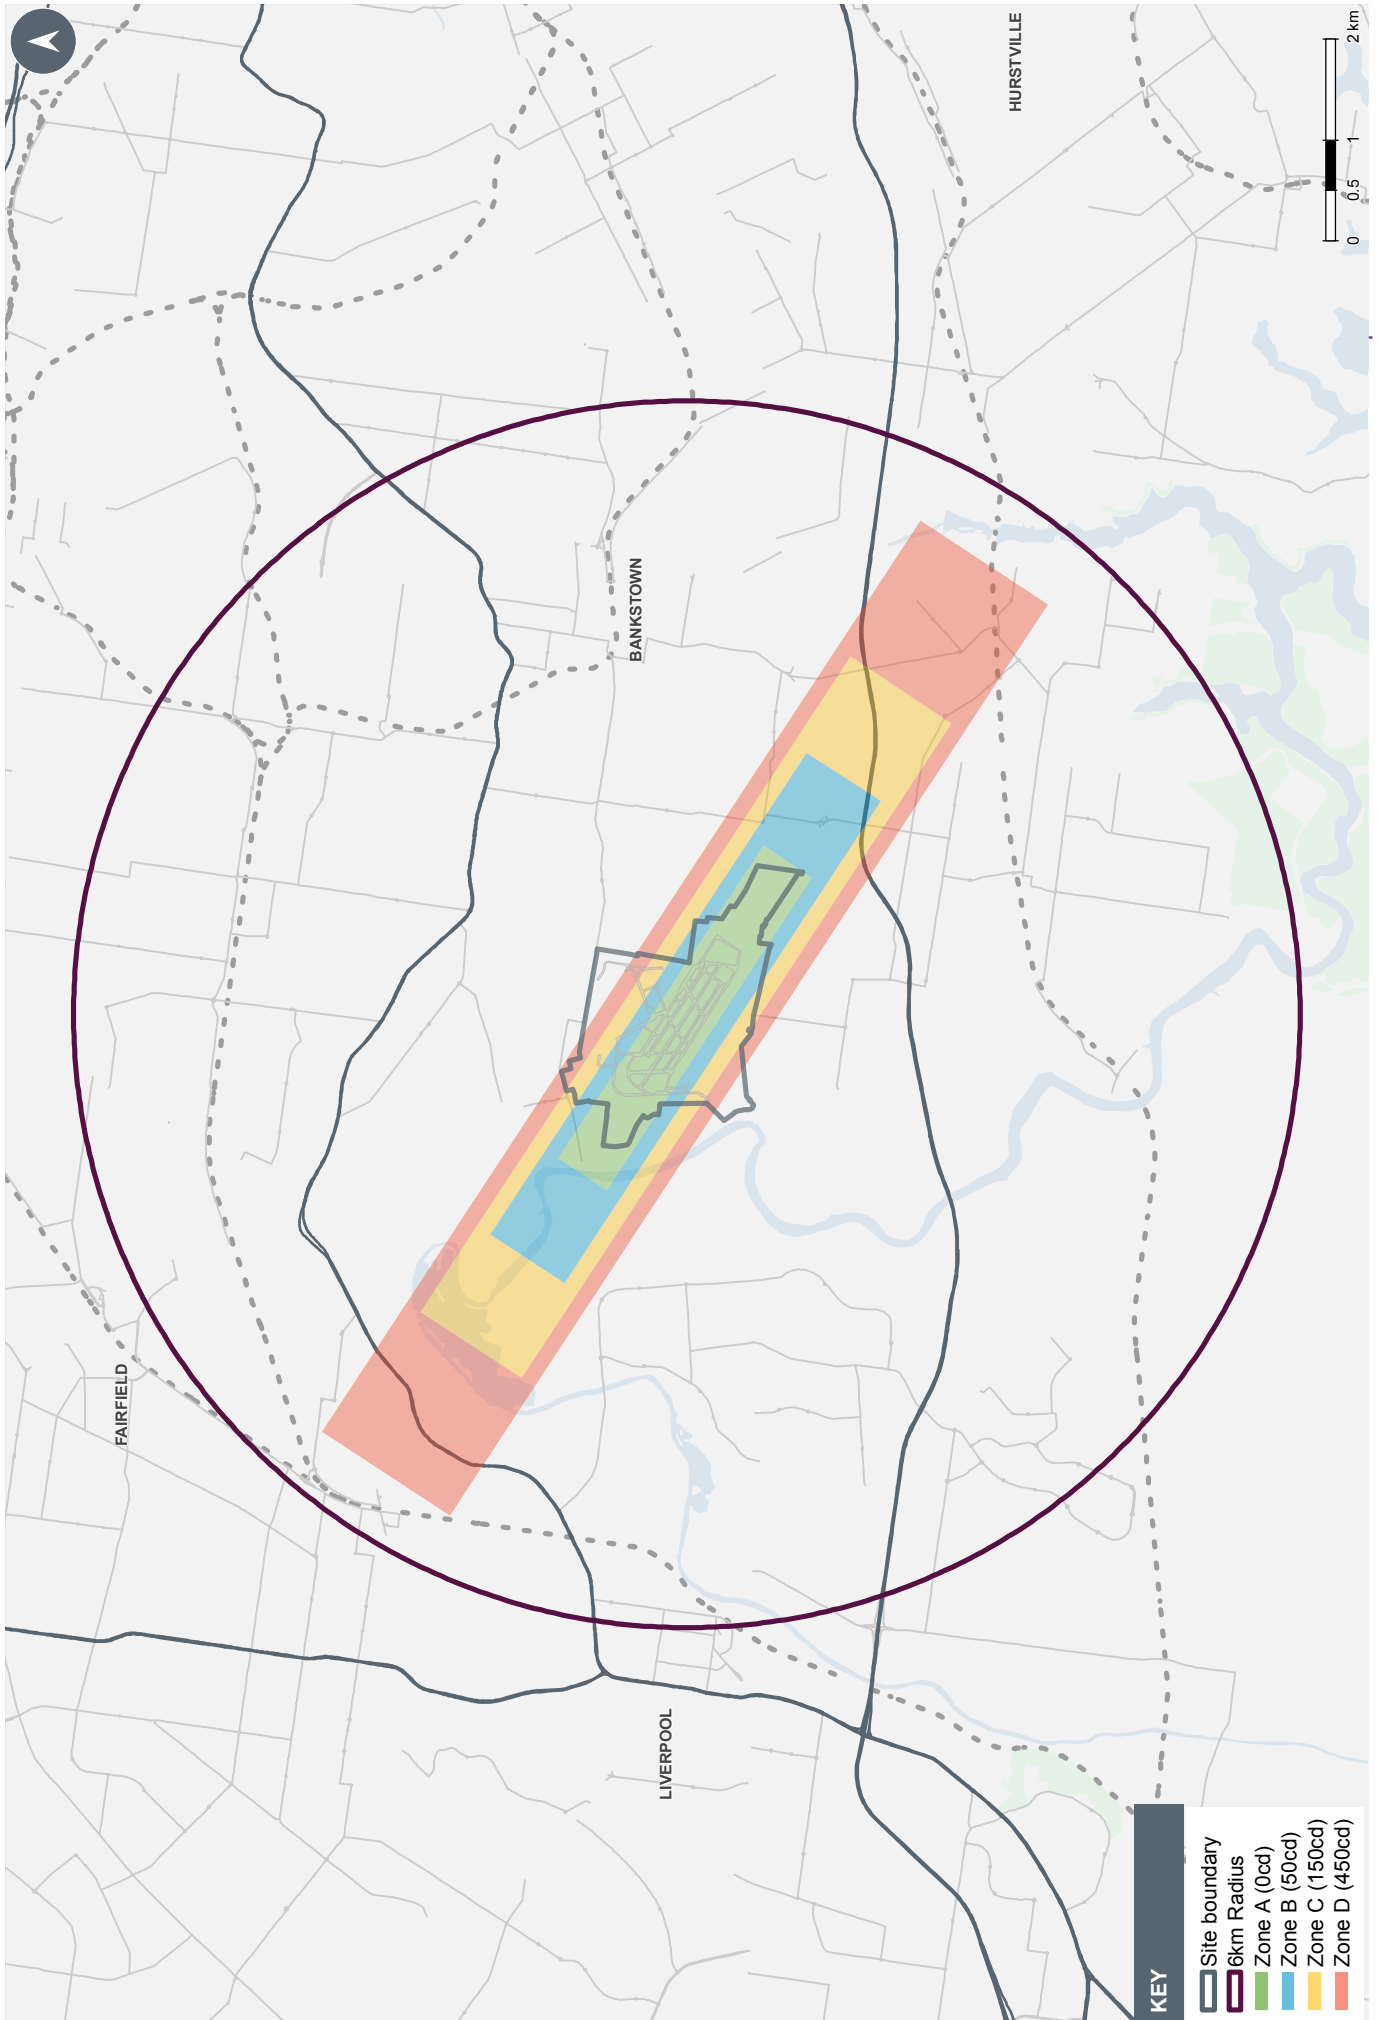 FAIRFIELD
LIVERPOOL
BANKSTOWN
HURSTVILLE
KEY
Site boundary
6km Radius
Zone A (0cd)
Zone B (50cd)
Zone C (150cd)
Zone D (450cd)
0 0.5 1 2 km